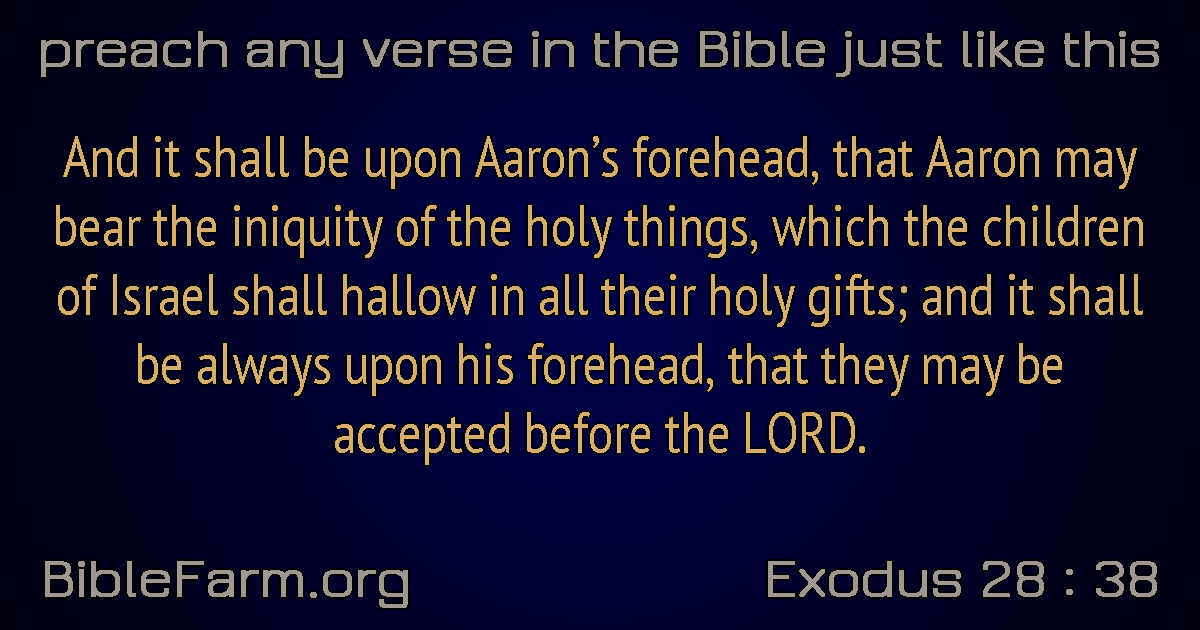 preach any verse in the Bible just like this
And it shall be upon Aaron’s forehead, that Aaron may
bear the iniquity of the holy things, which the children
of Israel shall hallow in all their holy gifts; and it shall
be always upon his forehead, that they may be
accepted before the LORD.
BibleFarm.org
Exodus 28 : 38